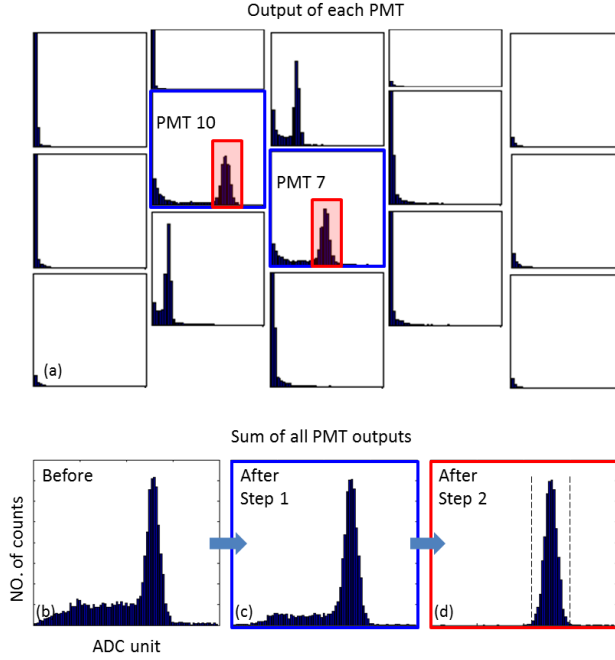 Output of each PMT
PMT 10
PMT 7
(a)
Sum of all PMT outputs
Before
After
Step 1
After
Step 2
NO. of counts
(b)
(c)
(d)
ADC unit